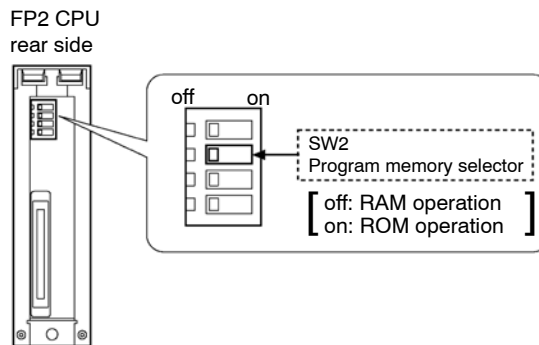 FP2 CPU
rear side
off on
SW2
Program memory selector
off: RAM operation
on: ROM operation